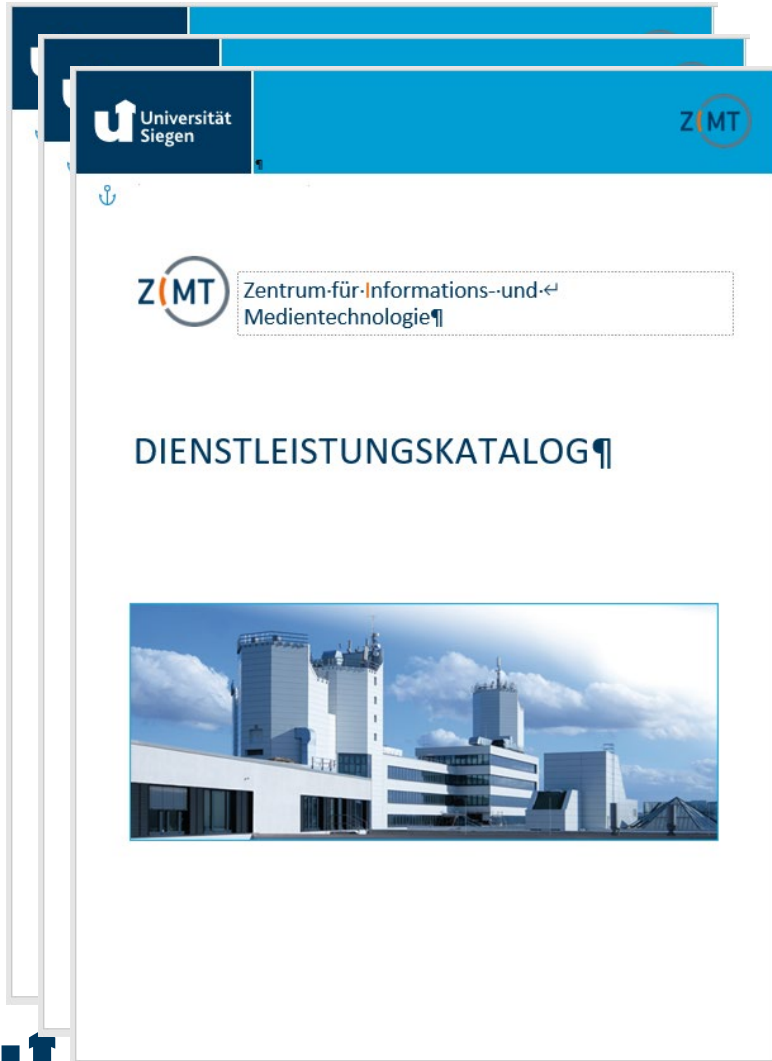 Universität
Siegen
ZIMT
¶
ZIMT
Zentrum·für·Informations-·und·↵
Medientechnologie¶
DIENSTLEISTUNGSKATALOG¶